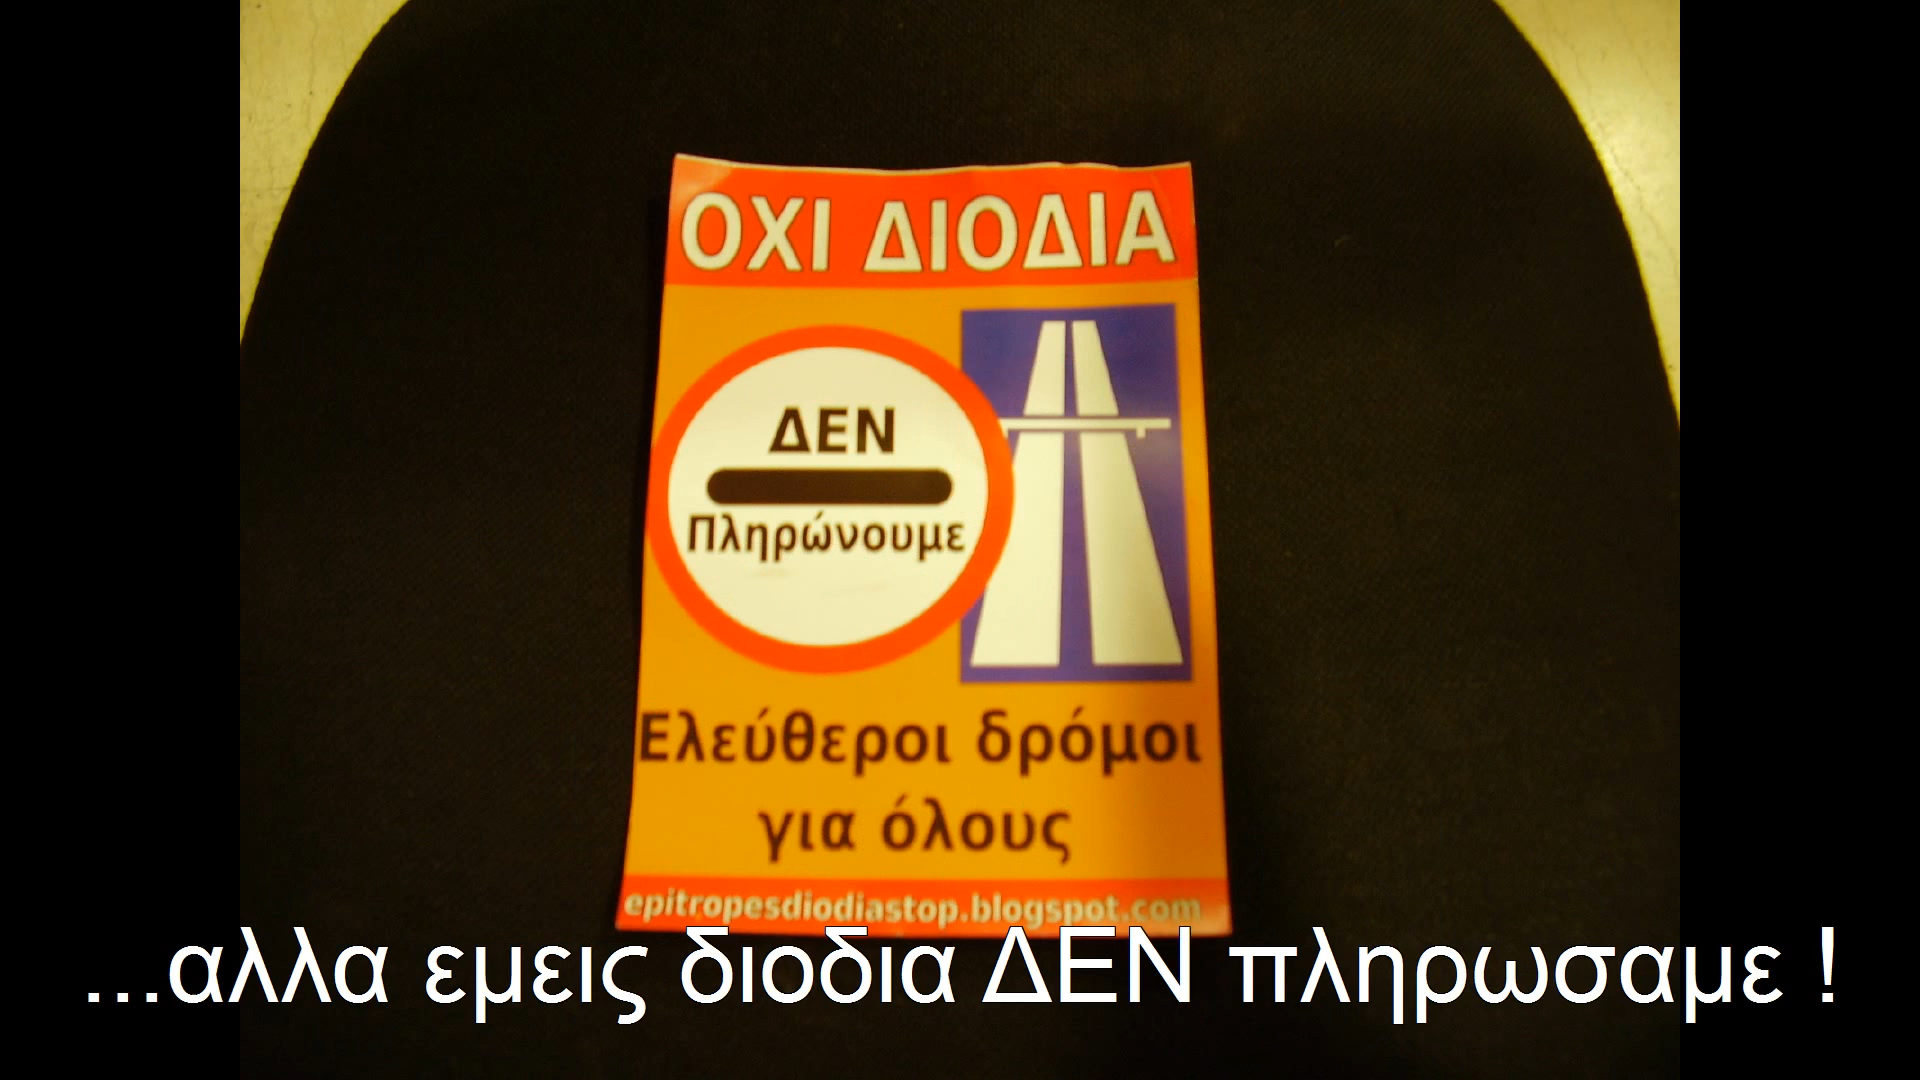 ΟΧΙ ΔΙΟΔΙΑ
ΔΕΝ
Πληρώνουμε
Ελεύθεροι δρόμοι
για όλους
epitropesdiodiastop.blogspot.com
...αλλα εμεις διοδια ΔΕΝ πληρωσαμε !